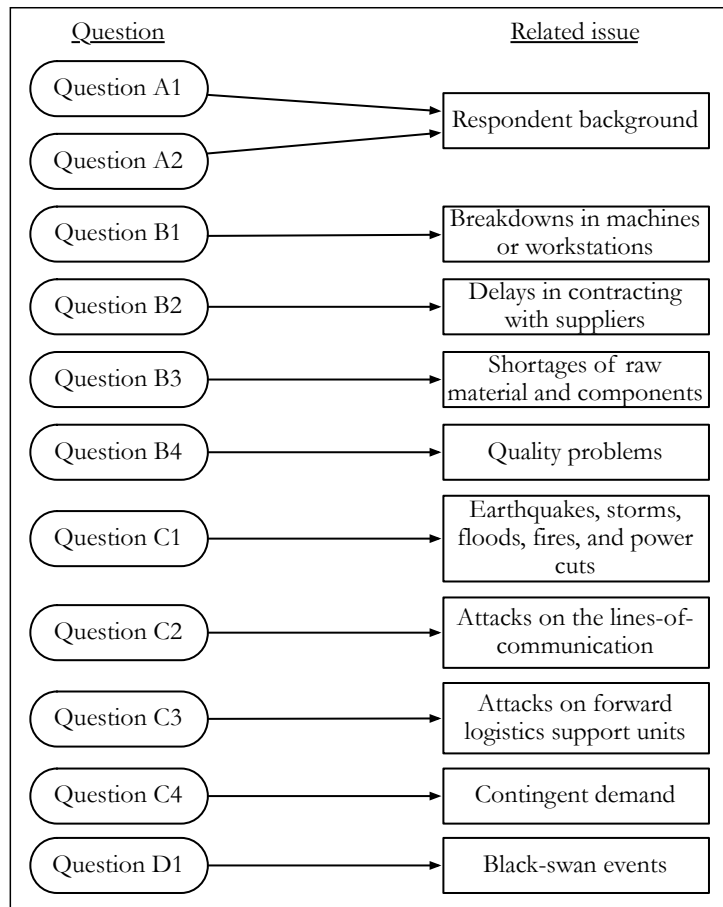 Question
Related issue
Question A1
Respondent background
Question A2
Question B1
Breakdowns in machines
or workstations
Question B2
Delays in contracting
with suppliers
Question B3
Shortages of raw
material and components
Question B4
Quality problems
Question C1
Earthquakes, storms,
floods, fires, and power
cuts
Question C2
Attacks on the lines-of-
communication
Question C3
Attacks on forward
logistics support units
Question C4
Contingent demand
Question D1
Black-swan events